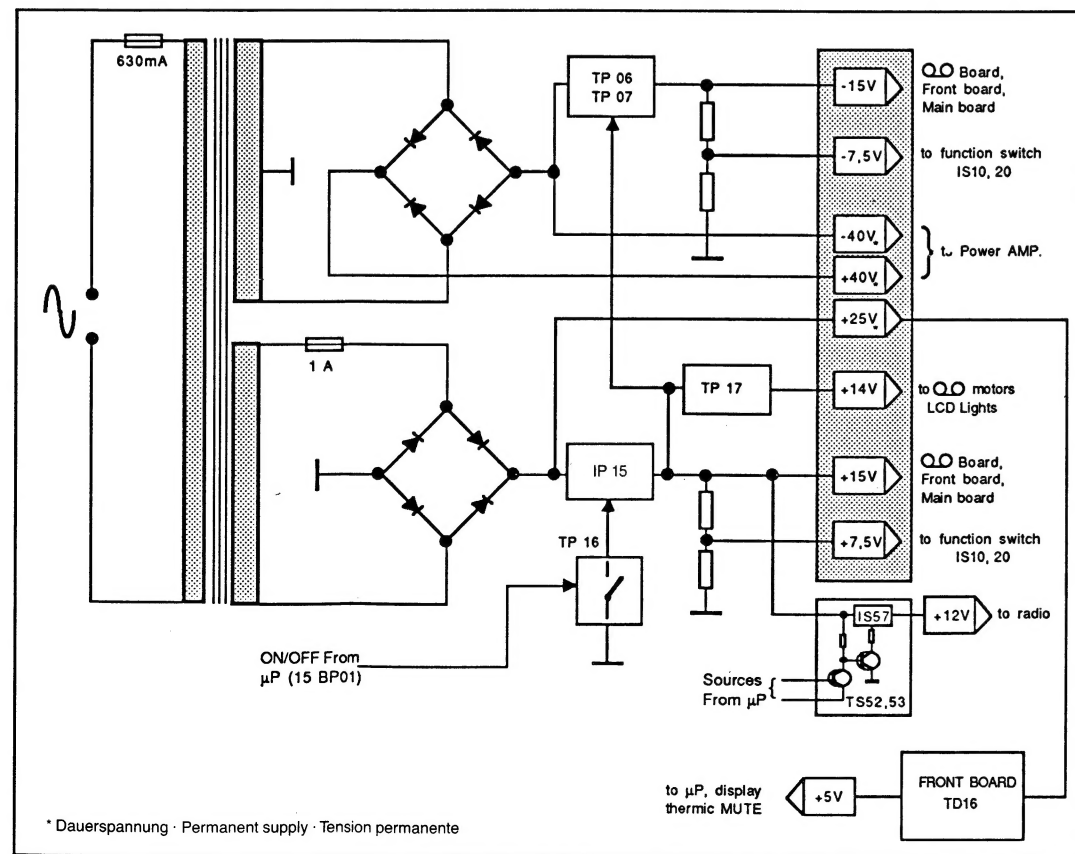 630mA
TP 06
TP 07
-15V
Board,
Front board,
Main board
-7,5V
to function switch
IS10, 20
-40V*
+40V*
to Power AMP.
+25V*
1 A
TP 17
+14V
to motors
LCD Lights
IP 15
+15V
Board,
Front board,
Main board
TP 16
+7,5V
to function switch
IS10, 20
IS57
+12V
to radio
ON/OFF From
µP (15 BP01)
Sources
From µP
TS52,53
to µP, display
thermic MUTE
+5V
FRONT BOARD
TD16
* Dauerspannung · Permanent supply · Tension permanente